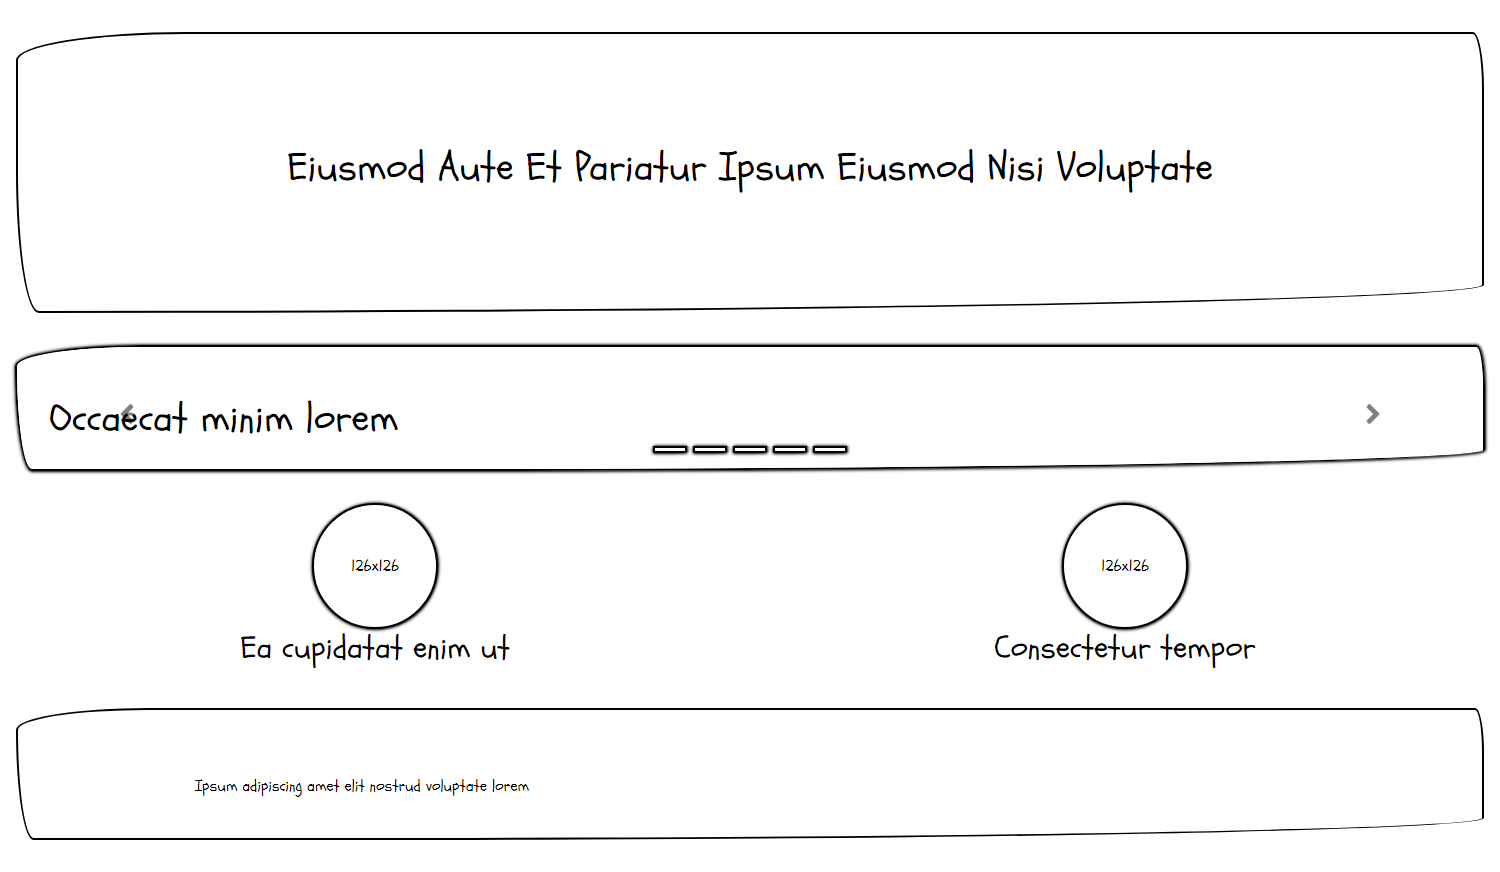 Eiusmod Aute Et Pariatur Ipsum Eiusmod Nisi Voluptate
Occaecat minim lorem
126x126
126x126
Ea cupidatat enim ut
Consectetur tempor
Ipsum adipiscing amet elit nostrud voluptate lorem